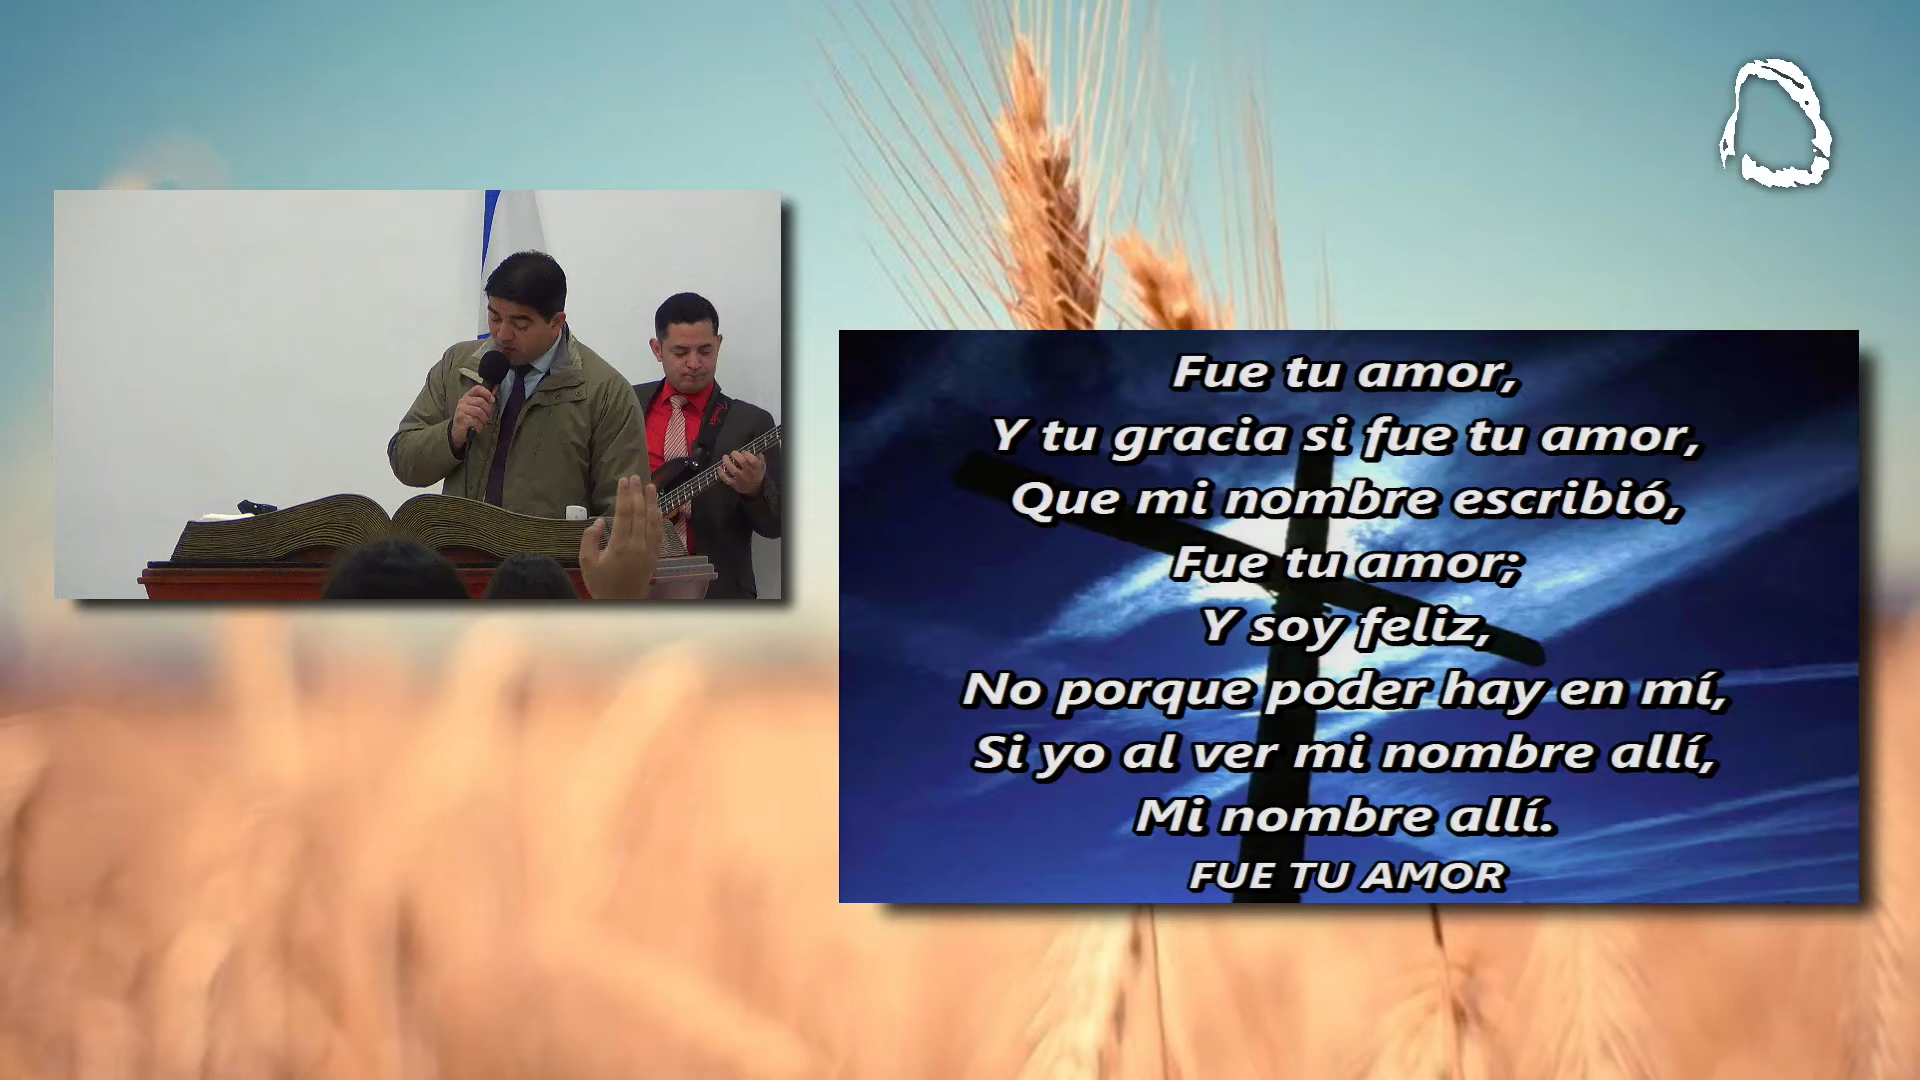 Fue tu amor,
Y tu gracia si fue tu amor,
Que mi nombre escribió,
Fue tu amor;
Y soy feliz,
No porque poder hay en mí,
Si yo al ver mi nombre allí,
Mi nombre allí.
FUE TU AMOR